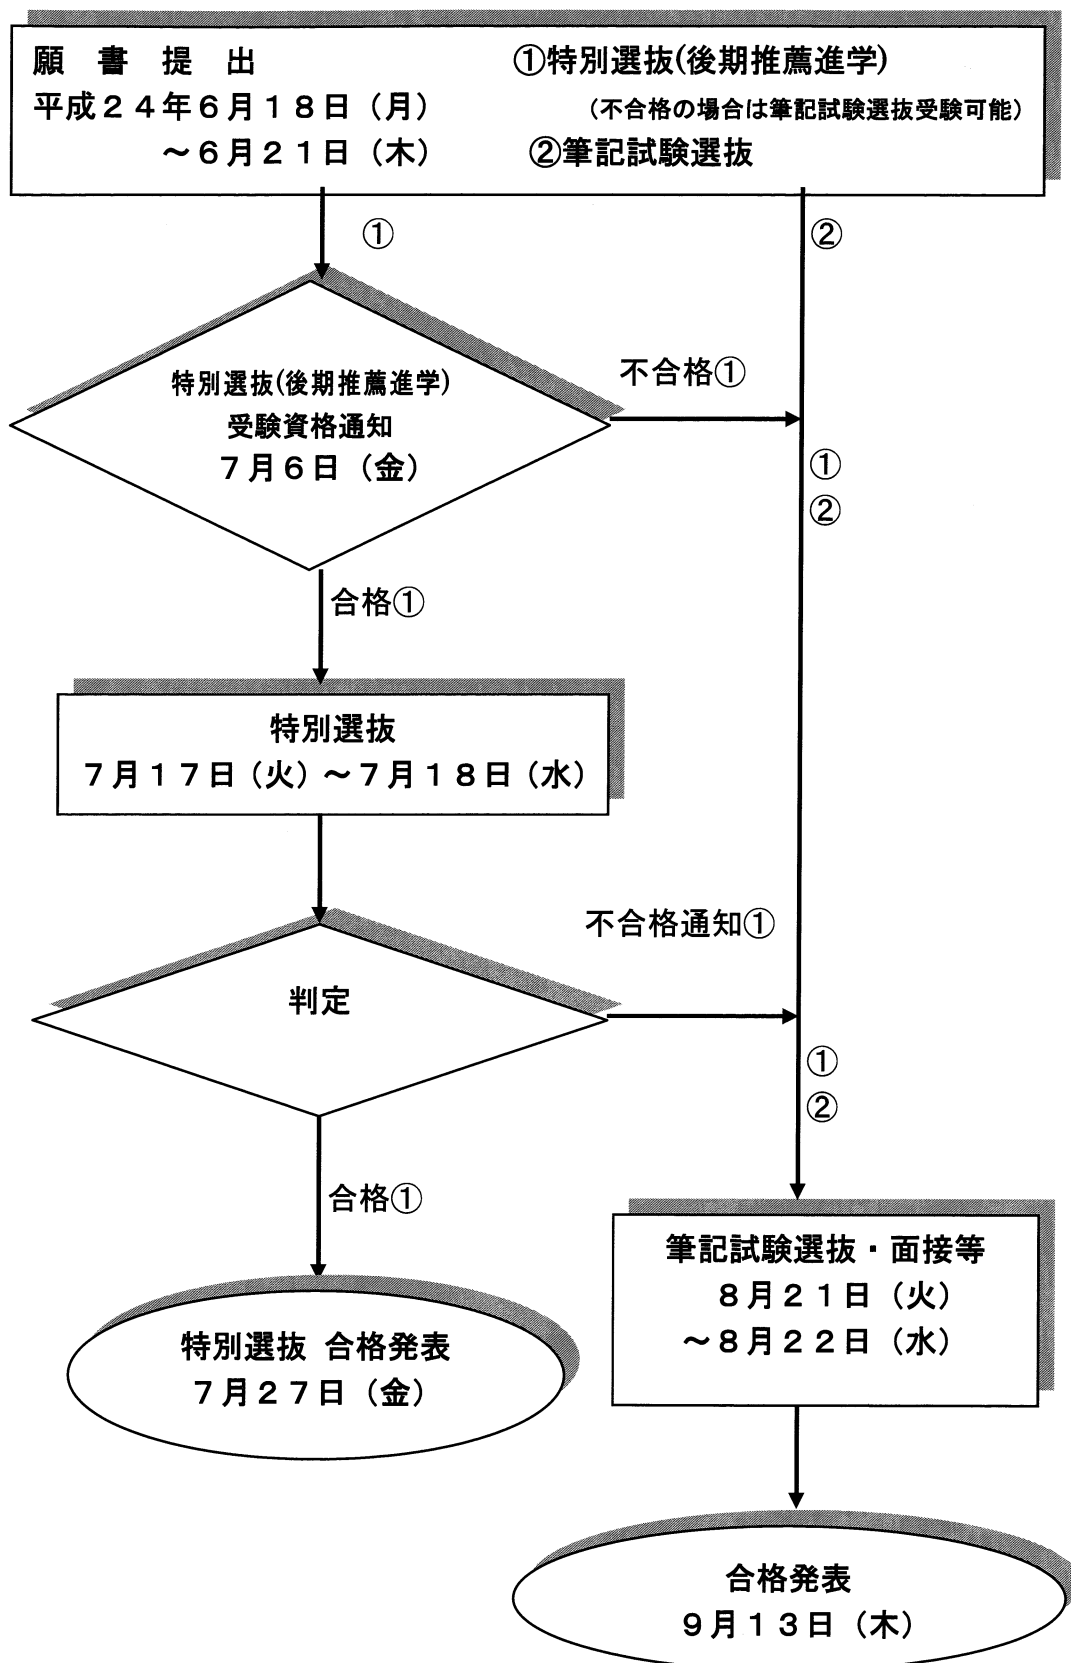 願　書　提　出
平成２４年６月１８日（月）
～６月２１日（木）
①特別選抜(後期推薦進学)
（不合格の場合は筆記試験選抜受験可能）
②筆記試験選抜
①
②
特別選抜(後期推薦進学)
受験資格通知
７月６日（金）
不合格①
①
②
合格①
特別選抜
７月１７日（火）～７月１８日（水）
不合格通知①
判定
①
②
合格①
筆記試験選抜・面接等
８月２１日（火）
～８月２２日（水）
特別選抜 合格発表
７月２７日（金）
合格発表
９月１３日（木）